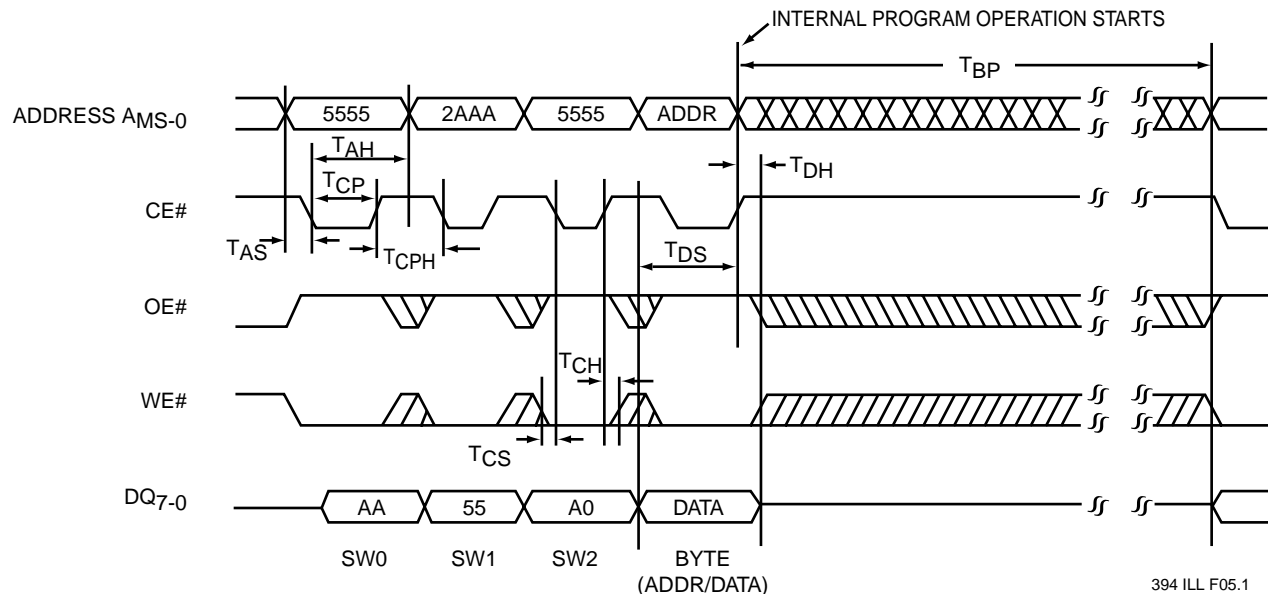 INTERNAL PROGRAM OPERATION STARTS
TBP
ADDRESS AMS-0
5555
2AAA
5555
ADDR
TAH
TDH
TCP
CE#
TAS
TCPH
TDS
OE#
TCH
WE#
TCS
DQ7-0
AA
55
A0
DATA
SW0
SW1
SW2
BYTE
(ADDR/DATA)
394 ILL F05.1